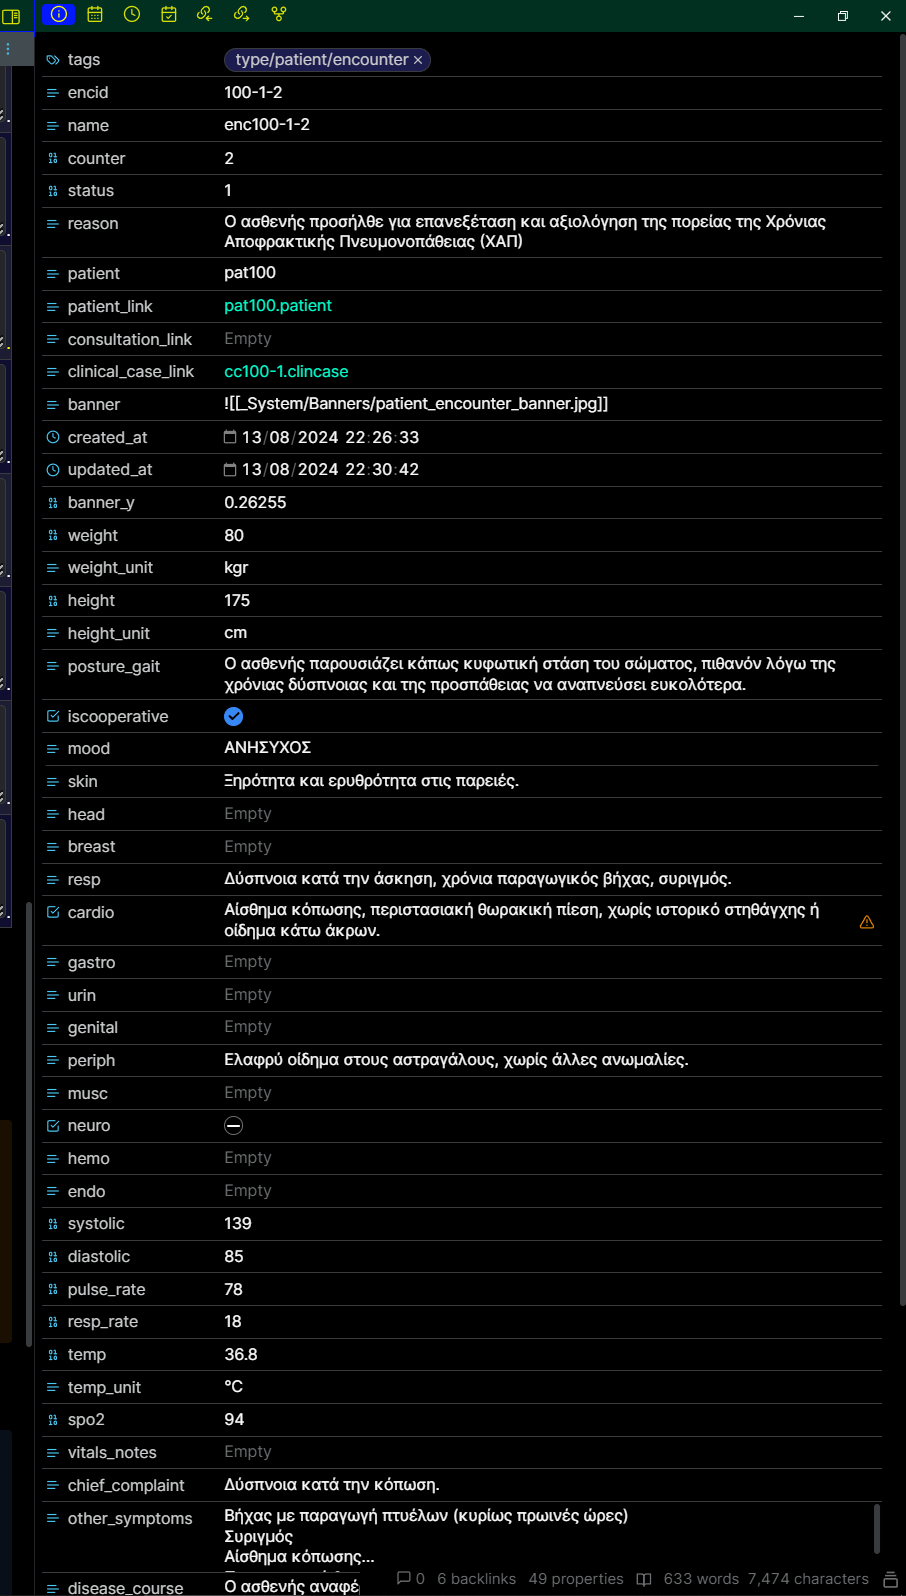 tags type/patient/encounter ×
encid 100-1-2
name enc100-1-2
counter 2
status 1
reason Ο ασθενής προσήλθε για επανεξέταση και αξιολόγηση της πορείας της Χρόνιας
Αποφρακτικής Πνευμονοπάθειας (ΧΑΠ)
patient pat100
patient_link pat100.patient
consultation_link Empty
clinical_case_link cc100-1.clincase
banner ![[_System/Banners/patient_encounter_banner.jpg]]
created_at 13/08/2024 22:26:33
updated_at 13/08/2024 22:30:42
banner_y 0.26255
weight 80
weight_unit kgr
height 175
height_unit cm
posture_gait Ο ασθενής παρουσιάζει κάπως κυφωτική στάση του σώματος, πιθανόν λόγω της
χρόνιας δύσπνοιας και της προσπάθειας να αναπνεύσει ευκολότερα.
iscooperative
mood ΑΝΗΣΥΧΟΣ
skin Ξηρότητα και ερυθρότητα στις παρειές.
head Empty
breast Empty
resp Δύσπνοια κατά την άσκηση, χρόνια παραγωγικός βήχας, συριγμός.
cardio Αίσθημα κόπωσης, περιστασιακή θωρακική πίεση, χωρίς ιστορικό στηθάγχης ή
οίδημα κάτω άκρων.
gastro Empty
urin Empty
genital Empty
periph Ελαφρύ οίδημα στους αστραγάλους, χωρίς άλλες ανωμαλίες.
musc Empty
neuro
hemo Empty
endo Empty
systolic 139
diastolic 85
pulse_rate 78
resp_rate 18
temp 36.8
temp_unit °C
spo2 94
vitals_notes Empty
chief_complaint Δύσπνοια κατά την κόπωση.
other_symptoms Βήχας με παραγωγή πτυέλων (κυρίως πρωινές ώρες)
Συριγμός
Αίσθημα κόπωσης...
disease_course Ο ασθενής αναφέ
0 6 backlinks 49 properties 633 words 7,474 characters